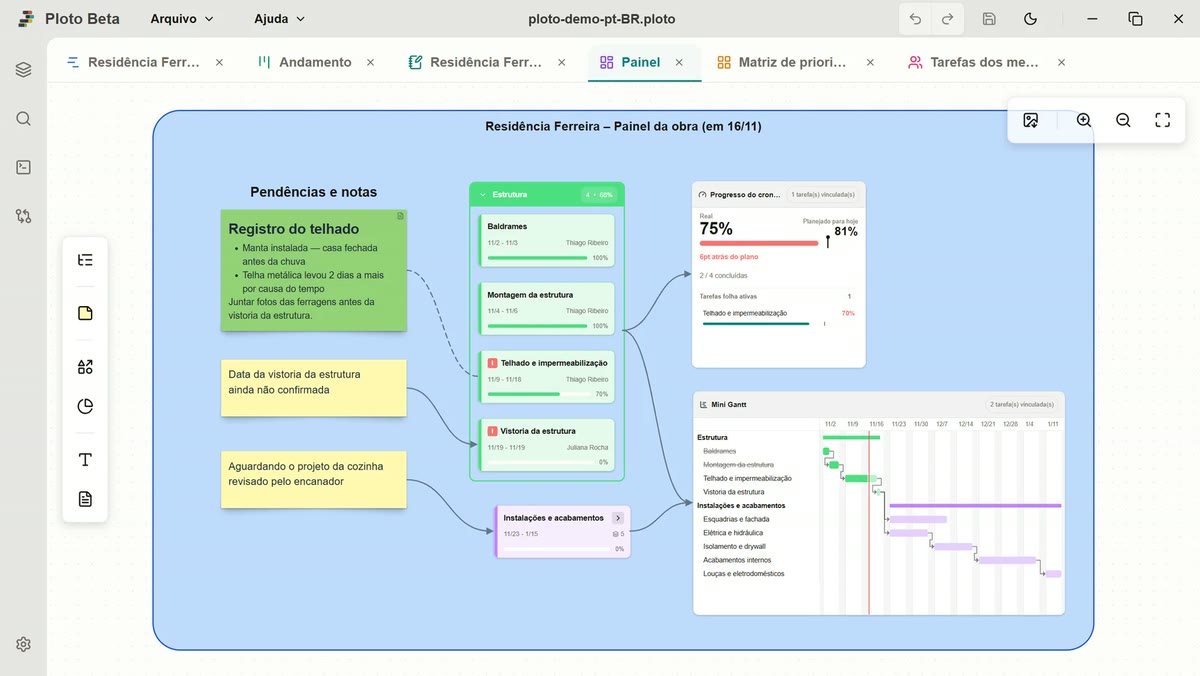 Ploto Beta
Arquivo
Ajuda
ploto-demo-pt-BR.ploto
Residência Ferr...
Andamento
Residência Ferr...
Painel
Matriz de priori...
Tarefas dos me...
Residência Ferreira – Painel da obra (em 16/11)
Pendências e notas
Registro do telhado
• Manta instalada — casa fechada
antes da chuva
• Telha metálica levou 2 dias a mais
por causa do tempo
Juntar fotos das ferragens antes da
vistoria da estrutura.
Data da vistoria da estrutura
ainda não confirmada
Aguardando o projeto da cozinha
revisado pelo encanador
Estrutura
4 • 68%
Baldrames
11/2 - 11/3
Thiago Ribeiro
100%
Montagem da estrutura
11/4 - 11/6
Thiago Ribeiro
100%
! Telhado e impermeabilização
11/9 - 11/18
Thiago Ribeiro
70%
! Vistoria da estrutura
11/19 - 11/19
Juliana Rocha
0%
Instalações e acabamentos
11/23 - 1/15
5
0%
Progresso do cron...
1 tarefa(s) vinculada(s)
Real
Planejado para hoje
75%
81%
6pt atrás do plano
2 / 4 concluídas
Tarefas folha ativas
1
Telhado e impermeabilização
70%
Mini Gantt
2 tarefa(s) vinculada(s)
11/2 11/9 11/16 11/23 11/30 12/7 12/14 12/21 12/28 1/4 1/11
Estrutura
Baldrames
Montagem da estrutura
Telhado e impermeabilização
Vistoria da estrutura
Instalações e acabamentos
Esquadrias e fachada
Elétrica e hidráulica
Isolamento e drywall
Acabamentos internos
Louças e eletrodomésticos